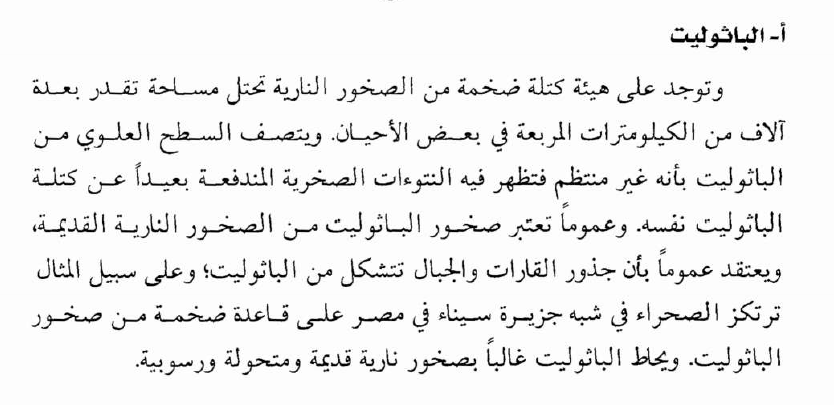 أ- الباثوليت
وتوجد على هيئة كتلة ضخمة من الصخور النارية تحتل مساحة تقدر بعدة
آلاف من الكيلومترات المربعة في بعض الأحيان. ويتصف السطح العلوي من
الباثوليت بأنه غير منتظم فتظهر فيه النتوءات الصخرية المندفعة بعيداً عن كتلة
الباثوليت نفسه. وعموماً تعتبر صخور الباثوليت من الصخور النارية القديمة،
ويعتقد عموماً بأن جذور القارات والجبال تتشكل من الباثوليت؛ وعلى سبيل المثال
ترتكز الصحراء في شبه جزيرة سيناء في مصر على قاعدة ضخمة من صخور
الباثوليت. ويحاط الباثوليت غالباً بصخور نارية قديمة ومتحولة ورسوبية.